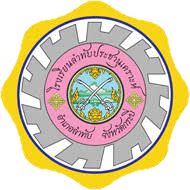 โรงเรียนลำทับประชานุเคราะห์
อำเภอลำทับ จังหวัดกระบี่